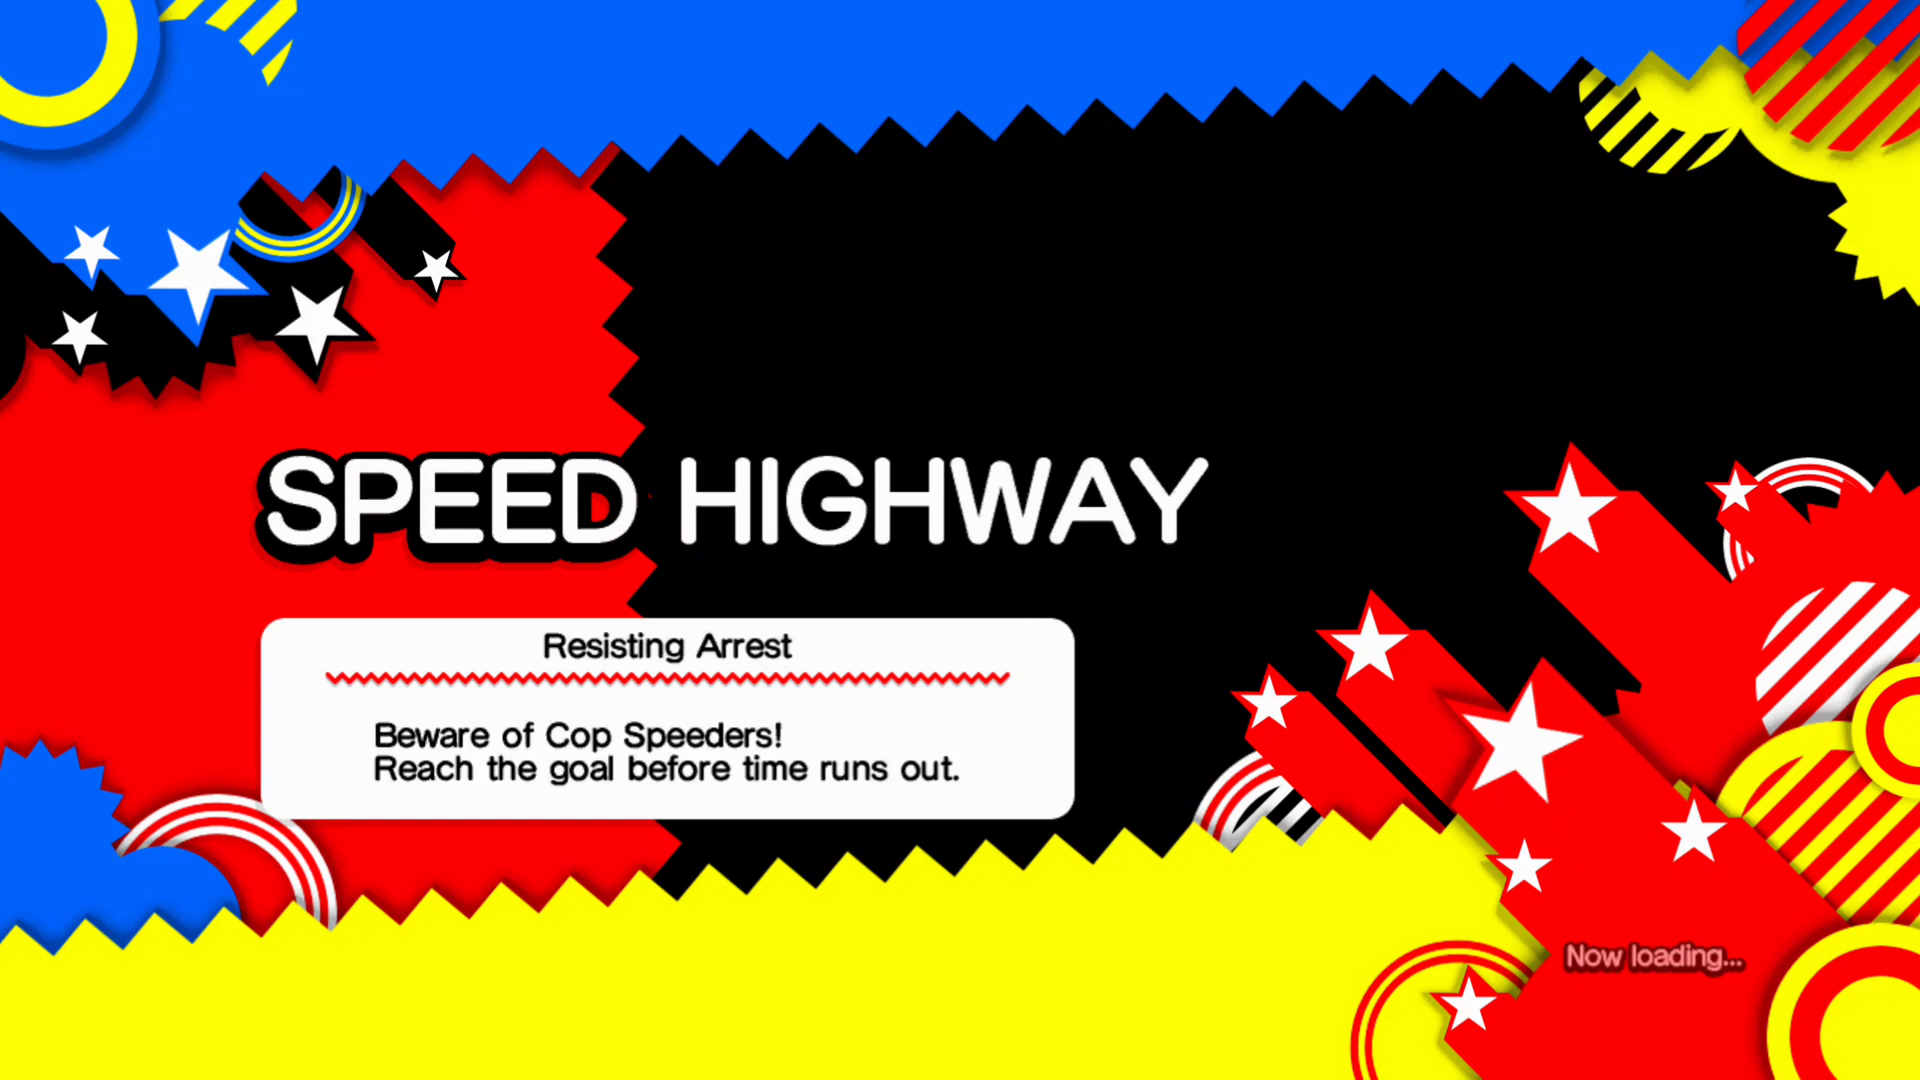 SPEED HIGHWAY
Resisting Arrest
Beware of Cop Speeders!
Reach the goal before time runs out.
Now loading...